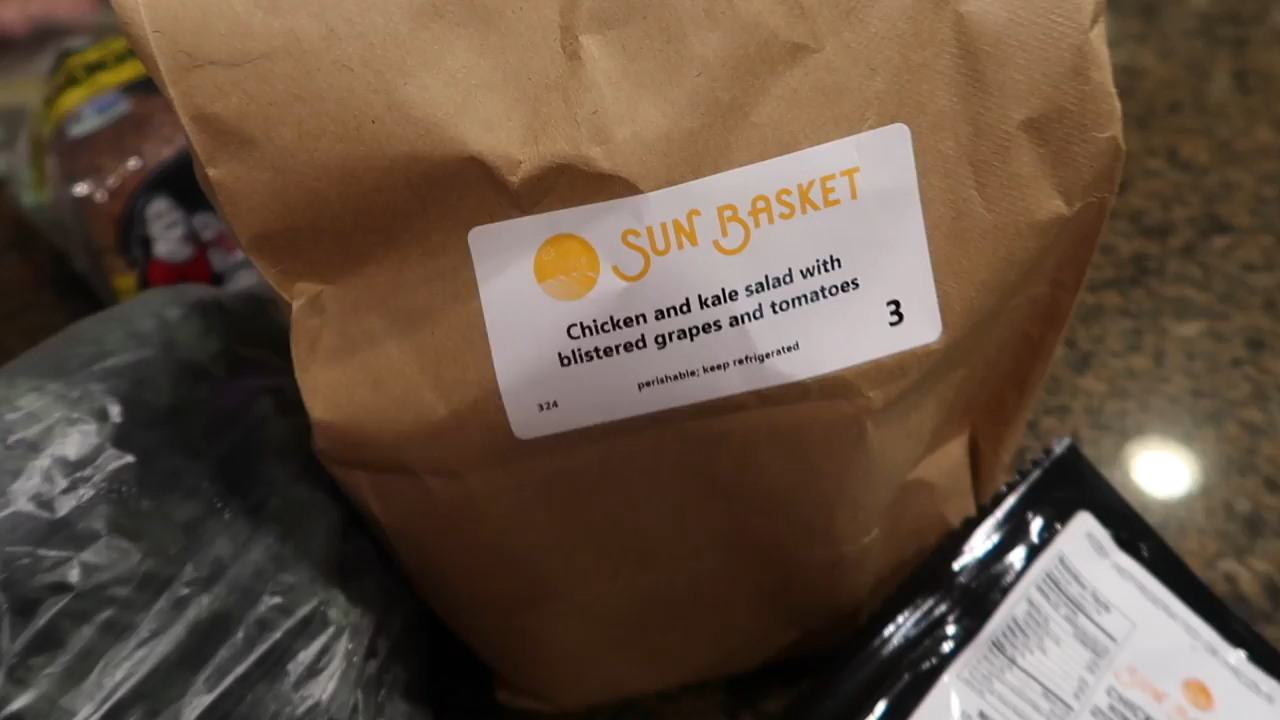 SUN BASKET
Chicken and kale salad with
blistered grapes and tomatoes
3
perishable; keep refrigerated
324